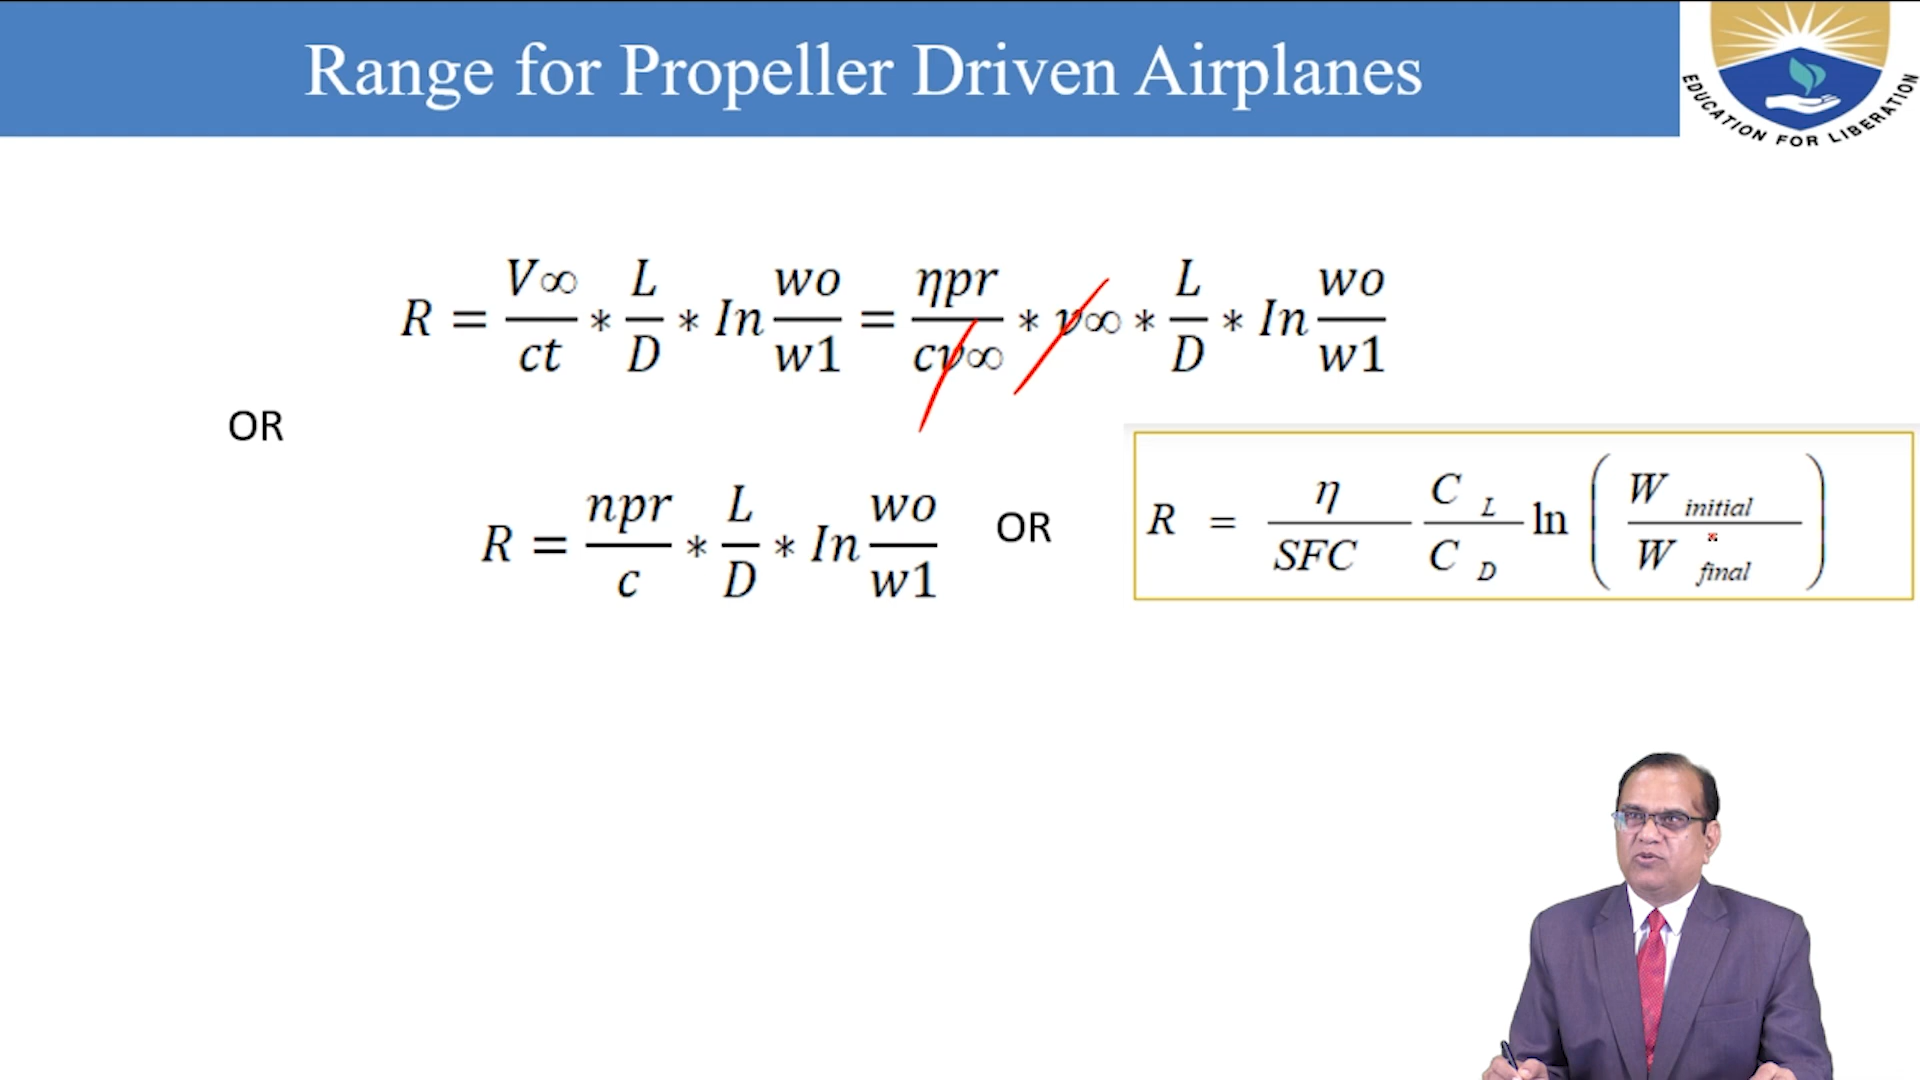 Range for Propeller Driven Airplanes
EDUCATION FOR LIBERATION
R = V∞/ct * L/D * In wo/w1 = ηpr/cv∞ * v∞ * L/D * In wo/w1
OR
R = npr/c * L/D * In wo/w1
OR
R = η/SFC C_L/C_D ln (W_initial/W_final)